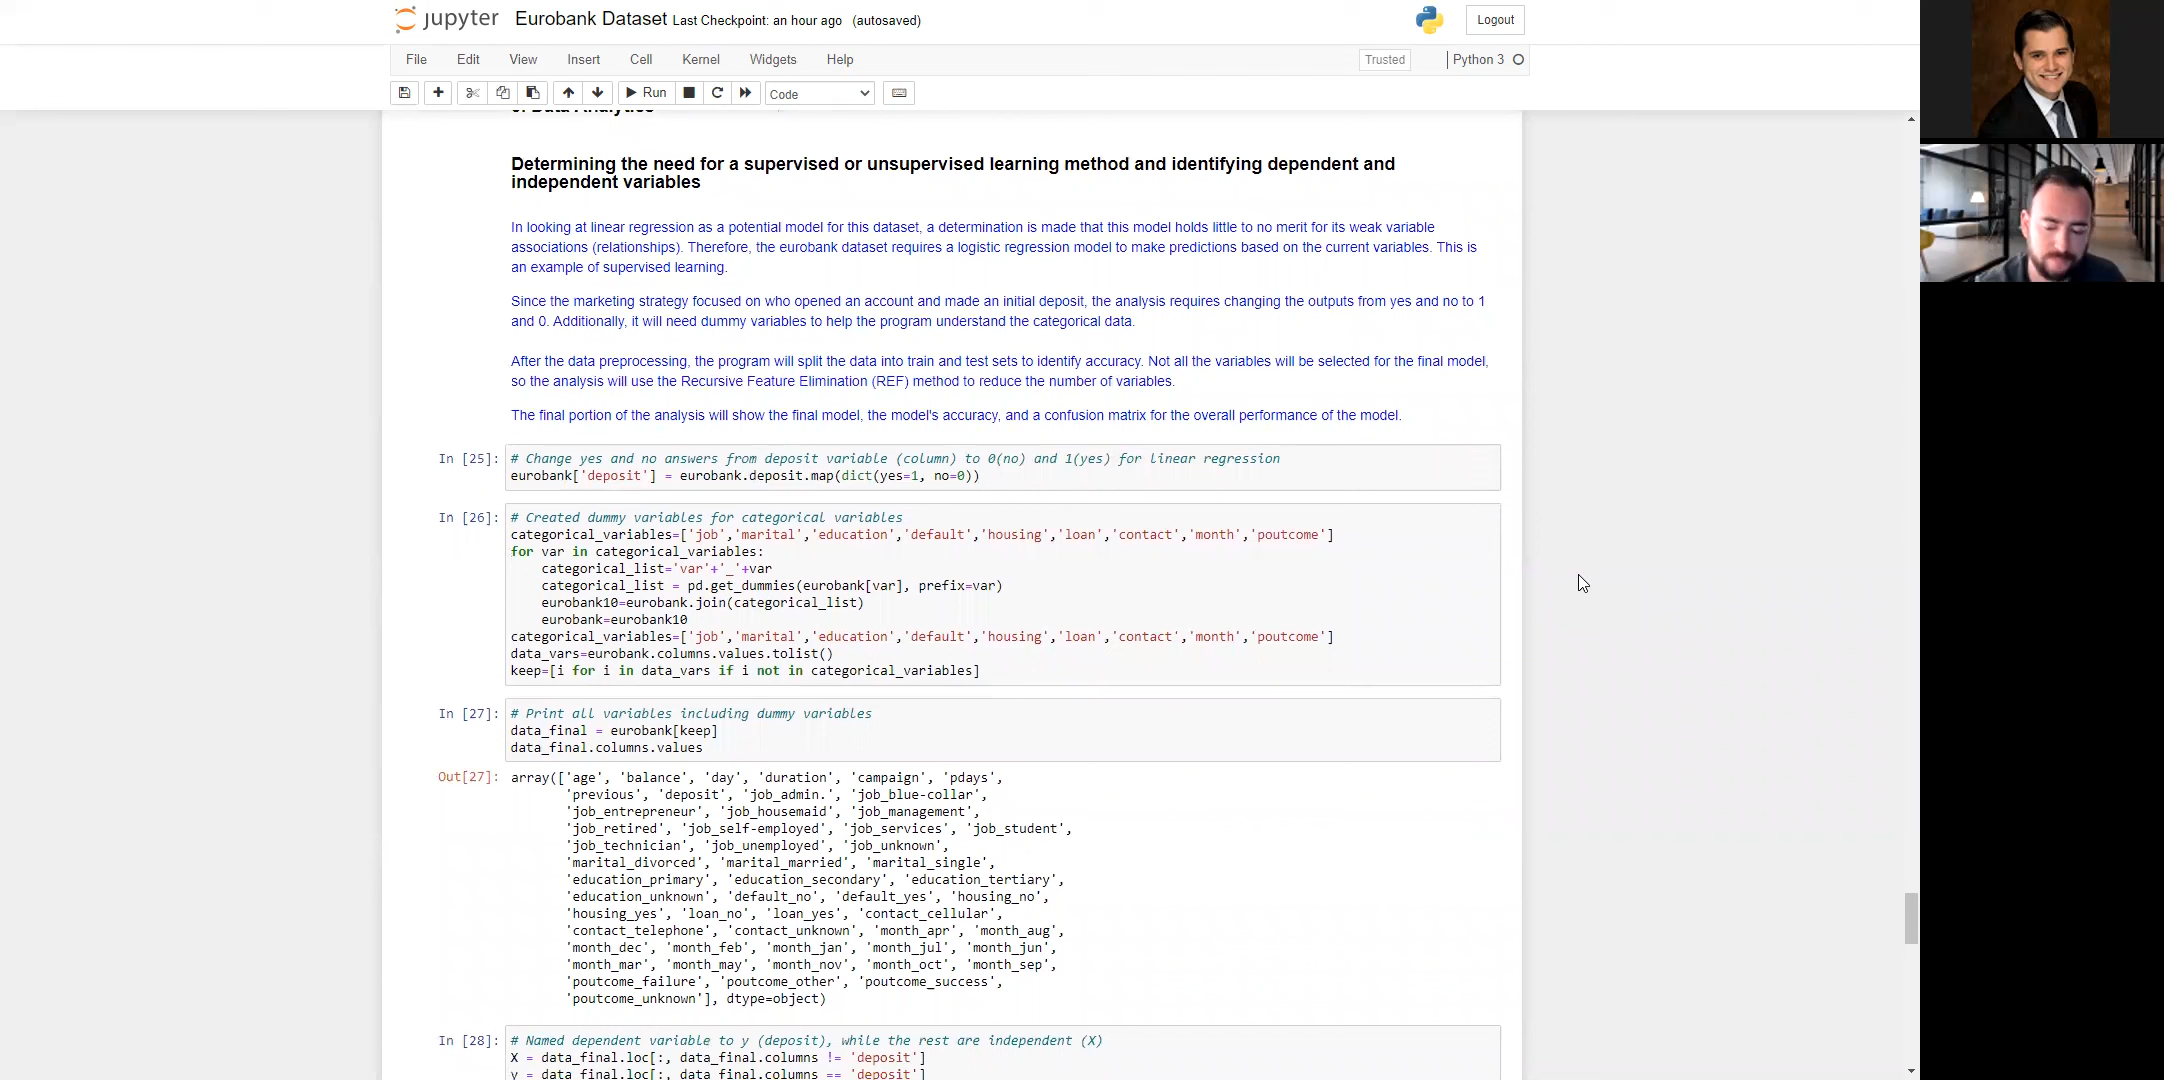 jupyter Eurobank Dataset Last Checkpoint: an hour ago (autosaved) Logout
File Edit View Insert Cell Kernel Widgets Help Trusted Python 3
Run Code
Determining the need for a supervised or unsupervised learning method and identifying dependent and
independent variables
In looking at linear regression as a potential model for this dataset, a determination is made that this model holds little to no merit for its weak variable
associations (relationships). Therefore, the eurobank dataset requires a logistic regression model to make predictions based on the current variables. This is
an example of supervised learning.
Since the marketing strategy focused on who opened an account and made an initial deposit, the analysis requires changing the outputs from yes and no to 1
and 0. Additionally, it will need dummy variables to help the program understand the categorical data.
After the data preprocessing, the program will split the data into train and test sets to identify accuracy. Not all the variables will be selected for the final model,
so the analysis will use the Recursive Feature Elimination (REF) method to reduce the number of variables.
The final portion of the analysis will show the final model, the model's accuracy, and a confusion matrix for the overall performance of the model.
In [25]: # Change yes and no answers from deposit variable (column) to 0(no) and 1(yes) for linear regression
eurobank['deposit'] = eurobank.deposit.map(dict(yes=1, no=0))
In [26]: # Created dummy variables for categorical variables
categorical_variables=['job','marital','education','default','housing','loan','contact','month','poutcome']
for var in categorical_variables:
    categorical_list='var'+'_'+var
    categorical_list = pd.get_dummies(eurobank[var], prefix=var)
    eurobank10=eurobank.join(categorical_list)
    eurobank=eurobank10
categorical_variables=['job','marital','education','default','housing','loan','contact','month','poutcome']
data_vars=eurobank.columns.values.tolist()
keep=[i for i in data_vars if i not in categorical_variables]
In [27]: # Print all variables including dummy variables
data_final = eurobank[keep]
data_final.columns.values
Out[27]: array(['age', 'balance', 'day', 'duration', 'campaign', 'pdays',
'previous', 'deposit', 'job_admin.', 'job_blue-collar',
'job_entrepreneur', 'job_housemaid', 'job_management',
'job_retired', 'job_self-employed', 'job_services', 'job_student',
'job_technician', 'job_unemployed', 'job_unknown',
'marital_divorced', 'marital_married', 'marital_single',
'education_primary', 'education_secondary', 'education_tertiary',
'education_unknown', 'default_no', 'default_yes', 'housing_no',
'housing_yes', 'loan_no', 'loan_yes', 'contact_cellular',
'contact_telephone', 'contact_unknown', 'month_apr', 'month_aug',
'month_dec', 'month_feb', 'month_jan', 'month_jul', 'month_jun',
'month_mar', 'month_may', 'month_nov', 'month_oct', 'month_sep',
'poutcome_failure', 'poutcome_other', 'poutcome_success',
'poutcome_unknown'], dtype=object)
In [28]: # Named dependent variable to y (deposit), while the rest are independent (X)
X = data_final.loc[:, data_final.columns != 'deposit']
y = data_final.loc[:, data_final.columns == 'deposit']